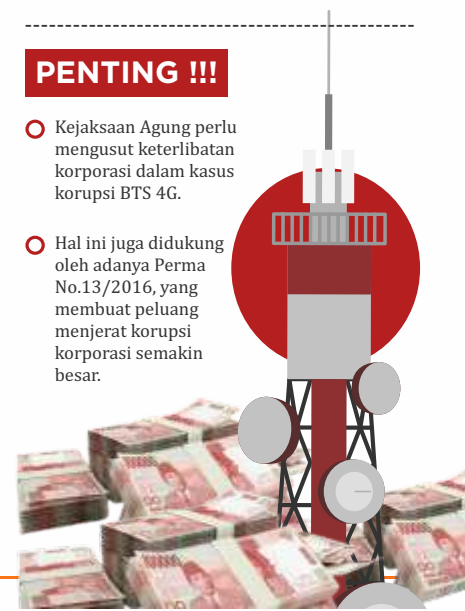 PENTING !!!
Kejaksaan Agung perlu
mengusut keterlibatan
korporasi dalam kasus
korupsi BTS 4G.
Hal ini juga didukung
oleh adanya Perma
No.13/2016, yang
membuat peluang
menjerat korupsi
korporasi semakin
besar.